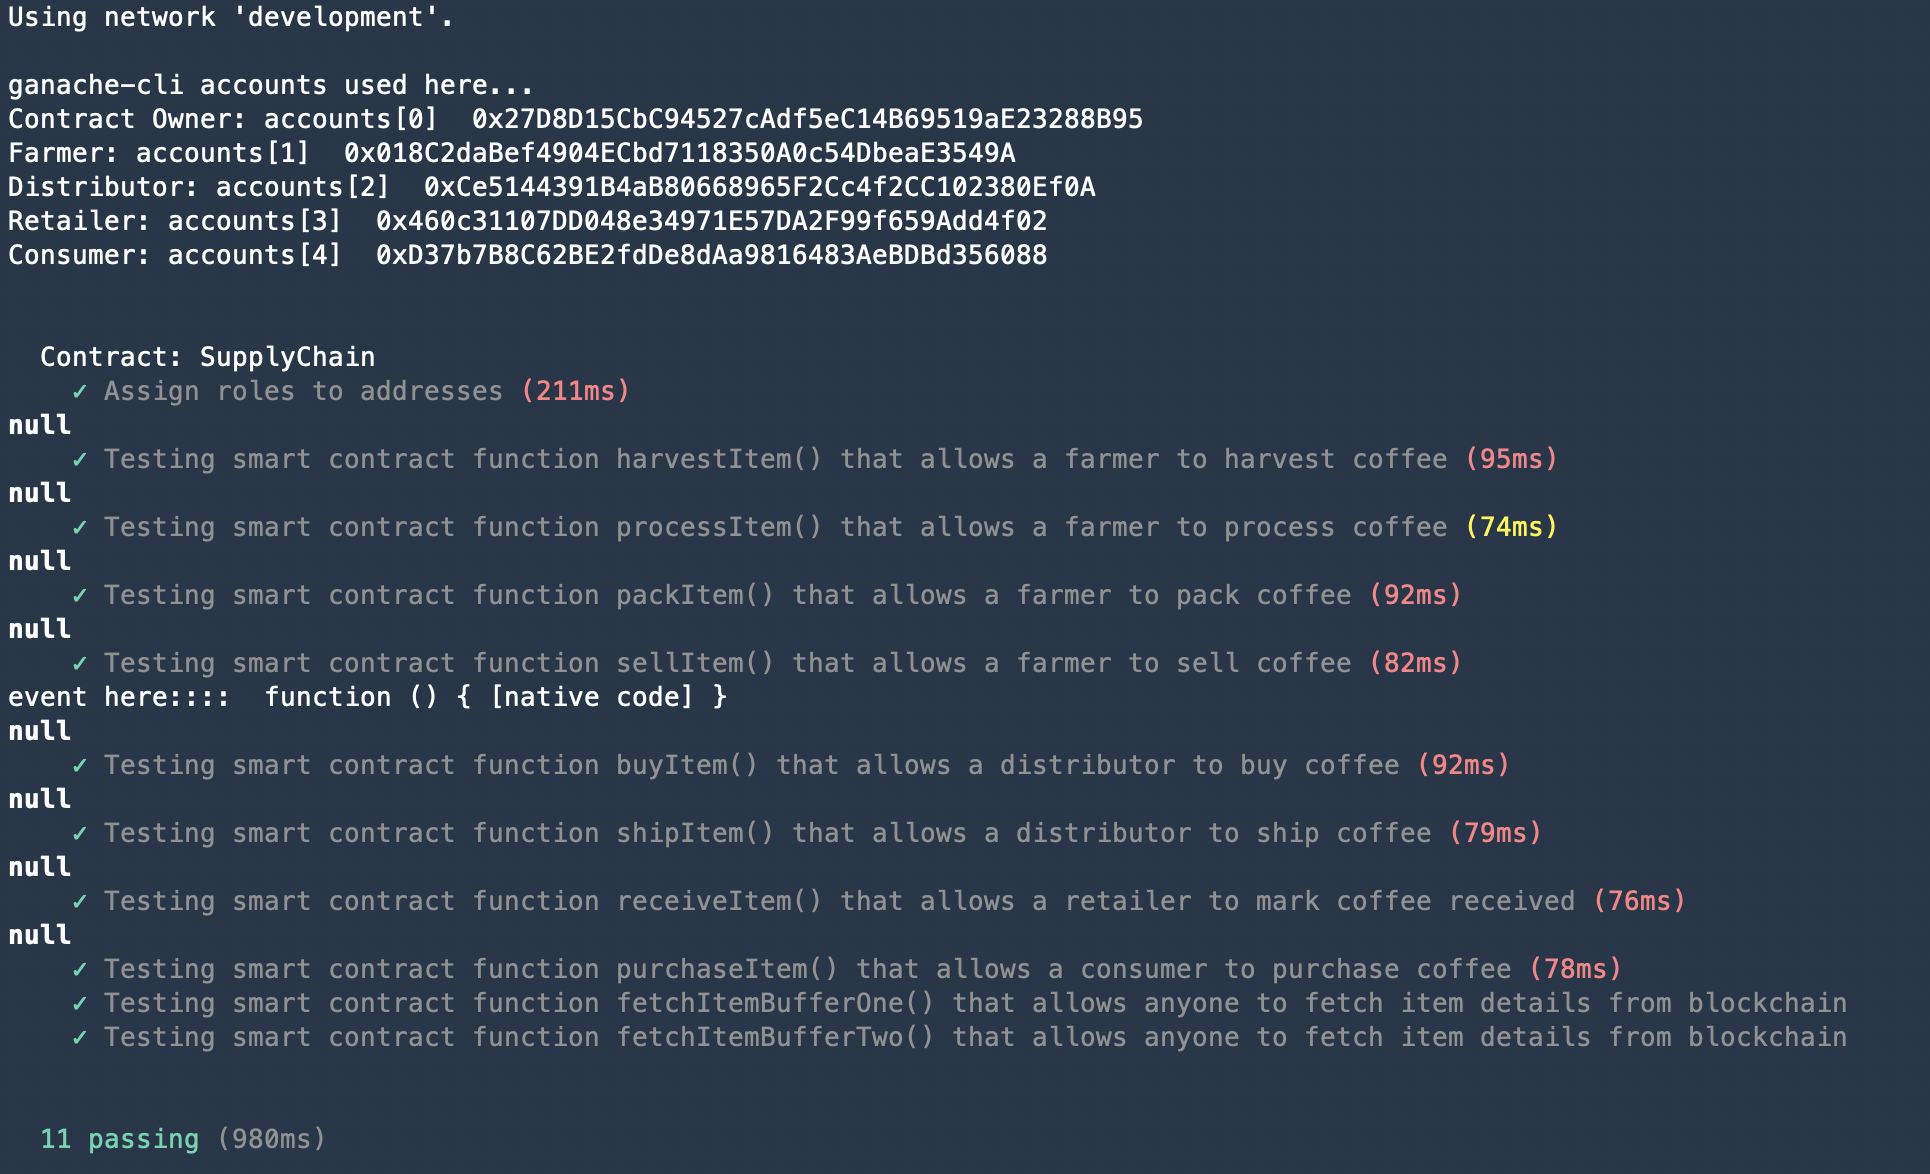 Using network 'development'.
ganache-cli accounts used here...
Contract Owner: accounts[0]  0x27D8D15CbC94527cAdf5eC14B69519aE23288B95
Farmer: accounts[1]  0x018C2daBef4904ECbd7118350A0c54DbeaE3549A
Distributor: accounts[2]  0xCe5144391B4aB80668965F2Cc4f2CC102380Ef0A
Retailer: accounts[3]  0x460c31107DD048e34971E57DA2F99f659Add4f02
Consumer: accounts[4]  0xD37b7B8C62BE2fdDe8dAa9816483AeBDBd356088
Contract: SupplyChain
✓ Assign roles to addresses (211ms)
null
✓ Testing smart contract function harvestItem() that allows a farmer to harvest coffee (95ms)
null
✓ Testing smart contract function processItem() that allows a farmer to process coffee (74ms)
null
✓ Testing smart contract function packItem() that allows a farmer to pack coffee (92ms)
null
✓ Testing smart contract function sellItem() that allows a farmer to sell coffee (82ms)
event here::::  function () { [native code] }
null
✓ Testing smart contract function buyItem() that allows a distributor to buy coffee (92ms)
null
✓ Testing smart contract function shipItem() that allows a distributor to ship coffee (79ms)
null
✓ Testing smart contract function receiveItem() that allows a retailer to mark coffee received (76ms)
null
✓ Testing smart contract function purchaseItem() that allows a consumer to purchase coffee (78ms)
✓ Testing smart contract function fetchItemBufferOne() that allows anyone to fetch item details from blockchain
✓ Testing smart contract function fetchItemBufferTwo() that allows anyone to fetch item details from blockchain
11 passing (980ms)